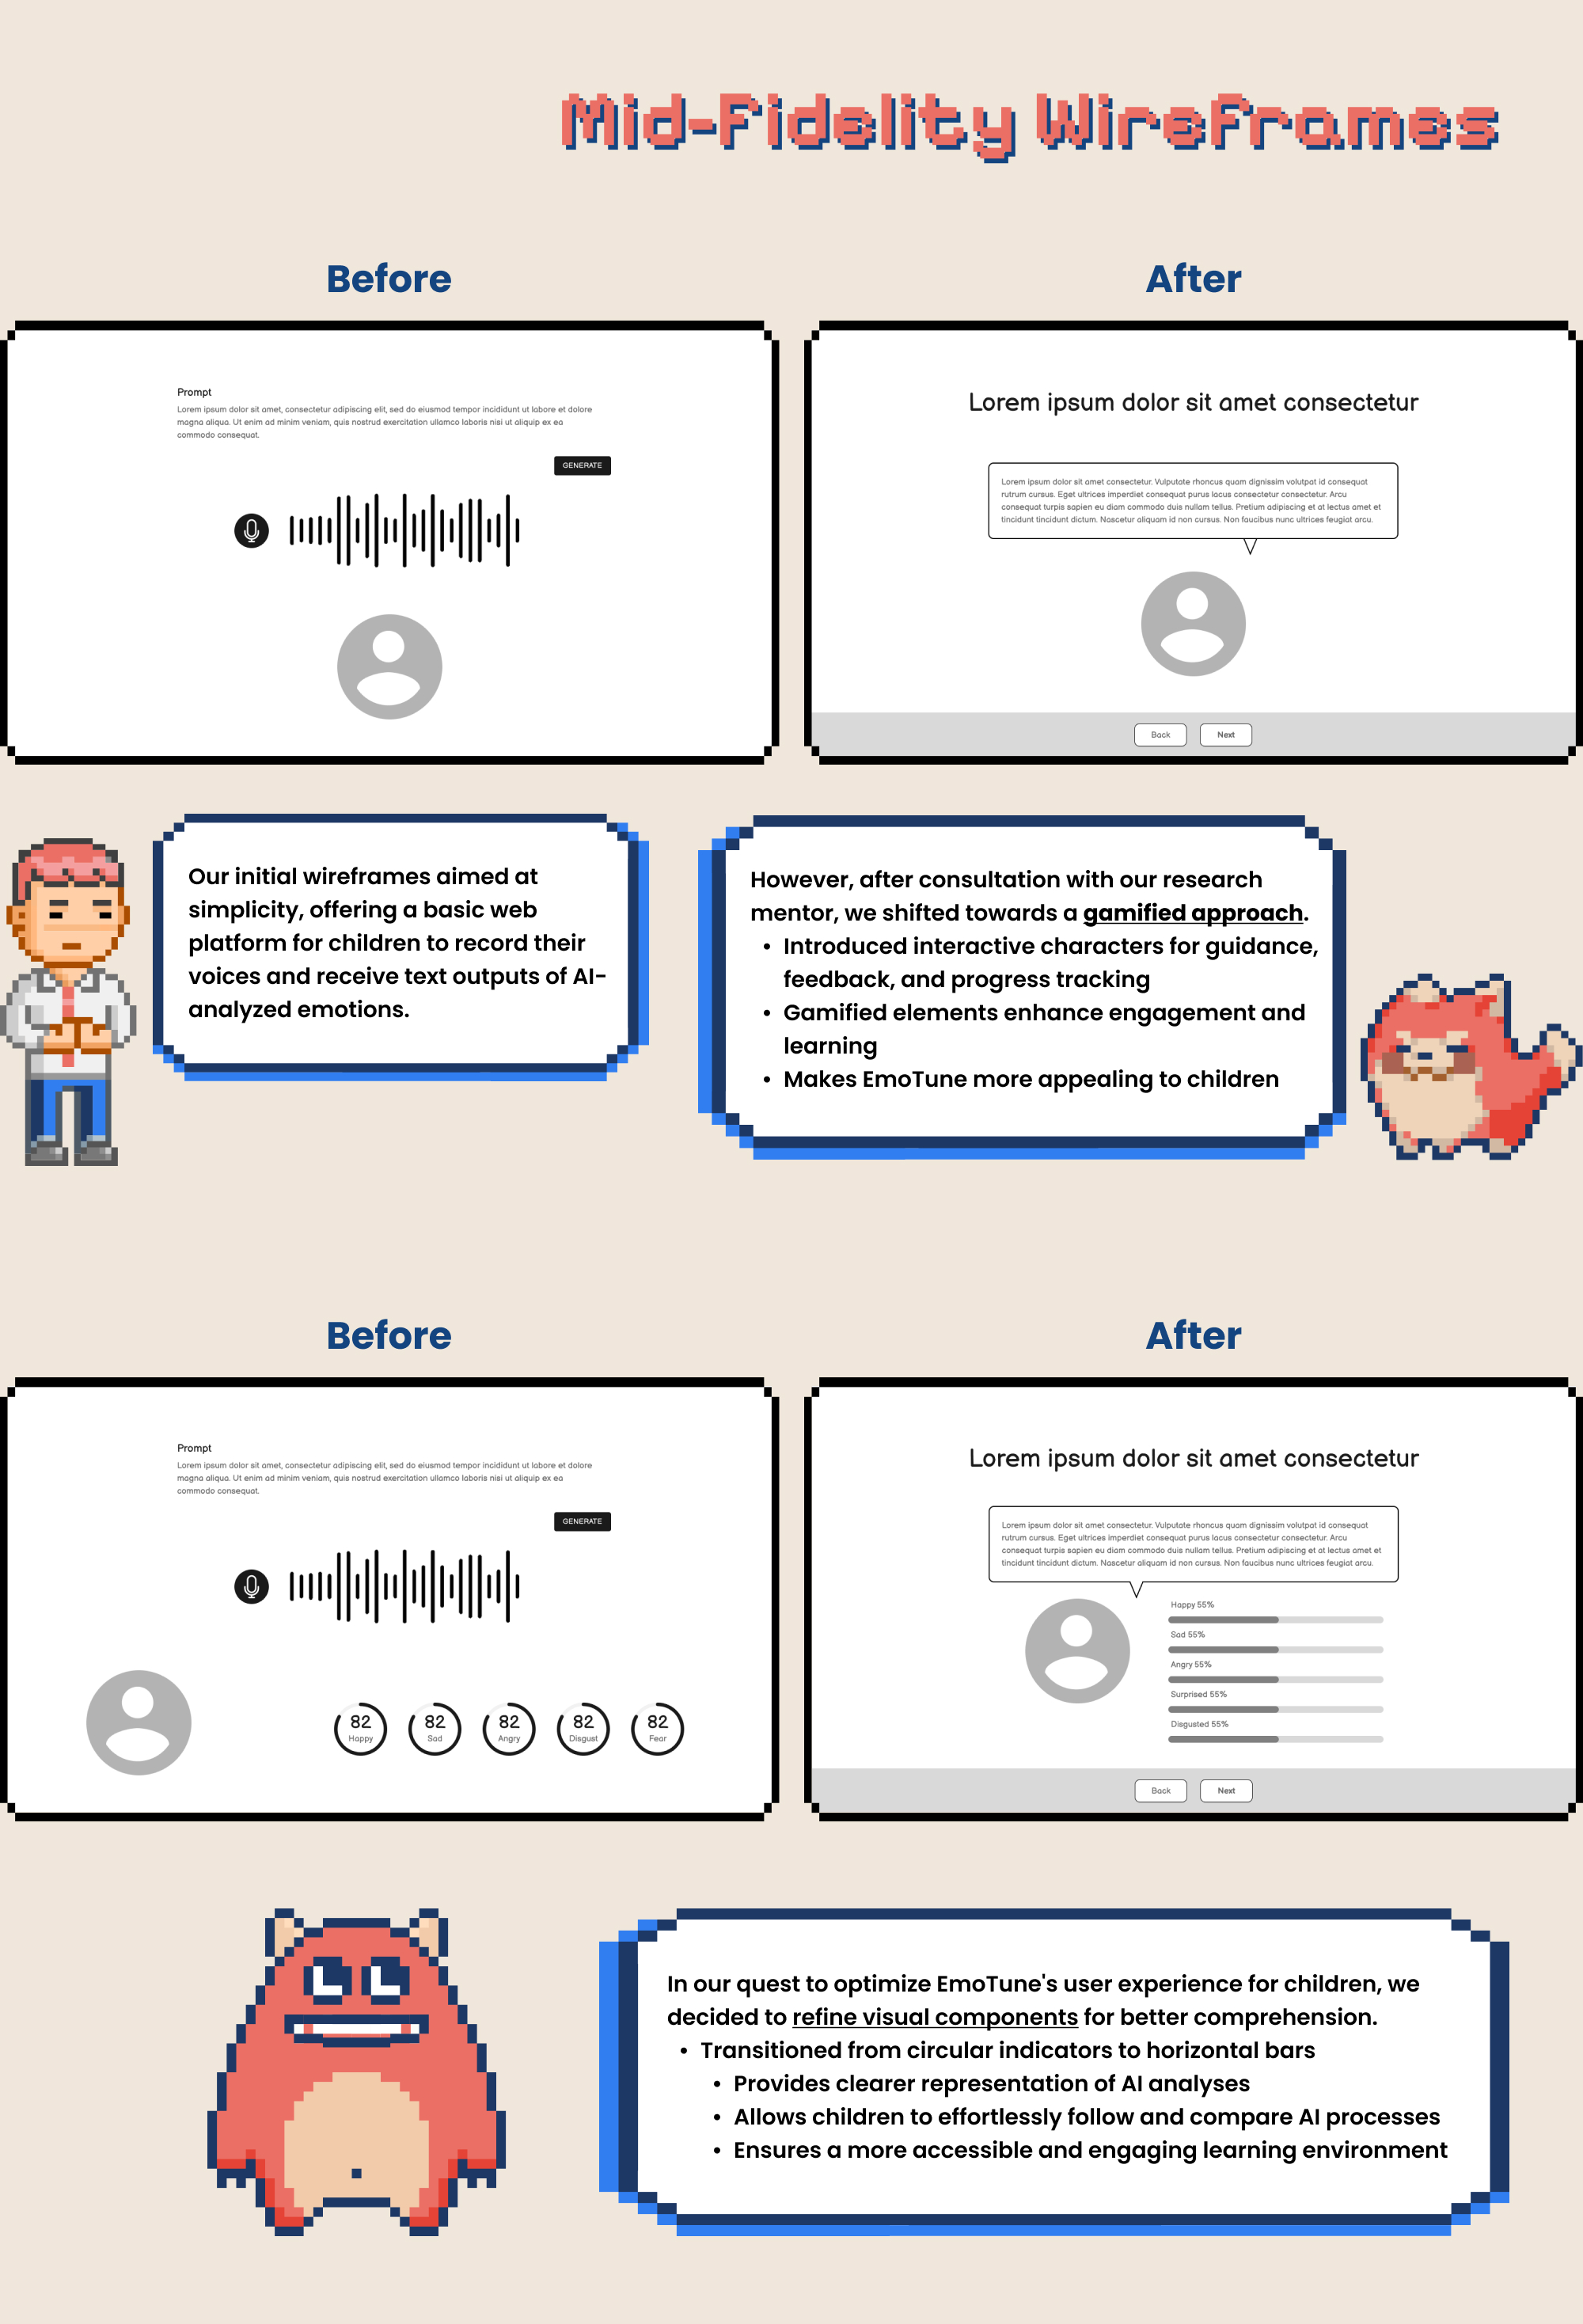 Mid-Fidelity Wireframes
Before
After
Prompt
Lorem ipsum dolor sit amet, consectetur adipiscing elit, sed do eiusmod tempor incididunt ut labore et dolore
magna aliqua. Ut enim ad minim veniam, quis nostrud exercitation ullamco laboris nisi ut aliquip ex ea
commodo consequat.
GENERATE
Lorem ipsum dolor sit amet consectetur
Lorem ipsum dolor sit amet consectetur. Vulputate rhoncus quam dignissim volutpat id consequat
rutrum cursus. Eget ultrices imperdiet consequat purus lacus consectetur consectetur. Arcu
consequat turpis sapien eu diam commodo duis nullam tellus. Pretium adipiscing et at lectus amet et
tincidunt tincidunt dictum. Nascetur aliquam id non cursus. Non faucibus nunc ultrices feugiat arcu.
Back
Next
Our initial wireframes aimed at
simplicity, offering a basic web
platform for children to record their
voices and receive text outputs of AI-
analyzed emotions.
However, after consultation with our research
mentor, we shifted towards a gamified approach.
• Introduced interactive characters for guidance,
feedback, and progress tracking
• Gamified elements enhance engagement and
learning
• Makes EmoTune more appealing to children
Before
After
Prompt
Lorem ipsum dolor sit amet, consectetur adipiscing elit, sed do eiusmod tempor incididunt ut labore et dolore
magna aliqua. Ut enim ad minim veniam, quis nostrud exercitation ullamco laboris nisi ut aliquip ex ea
commodo consequat.
GENERATE
82
Happy
82
Sad
82
Angry
82
Disgust
82
Fear
Lorem ipsum dolor sit amet consectetur
Lorem ipsum dolor sit amet consectetur. Vulputate rhoncus quam dignissim volutpat id consequat
rutrum cursus. Eget ultrices imperdiet consequat purus lacus consectetur consectetur. Arcu
consequat turpis sapien eu diam commodo duis nullam tellus. Pretium adipiscing et at lectus amet et
tincidunt tincidunt dictum. Nascetur aliquam id non cursus. Non faucibus nunc ultrices feugiat arcu.
Happy 55%
Sad 55%
Angry 55%
Surprised 55%
Disgusted 55%
Back
Next
In our quest to optimize EmoTune's user experience for children, we
decided to refine visual components for better comprehension.
• Transitioned from circular indicators to horizontal bars
• Provides clearer representation of AI analyses
• Allows children to effortlessly follow and compare AI processes
• Ensures a more accessible and engaging learning environment